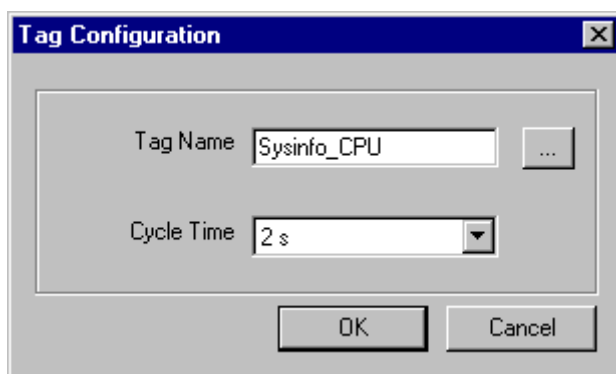 Tag Configuration
Tag Name Sysinfo_CPU ...
Cycle Time 2 s
OK Cancel